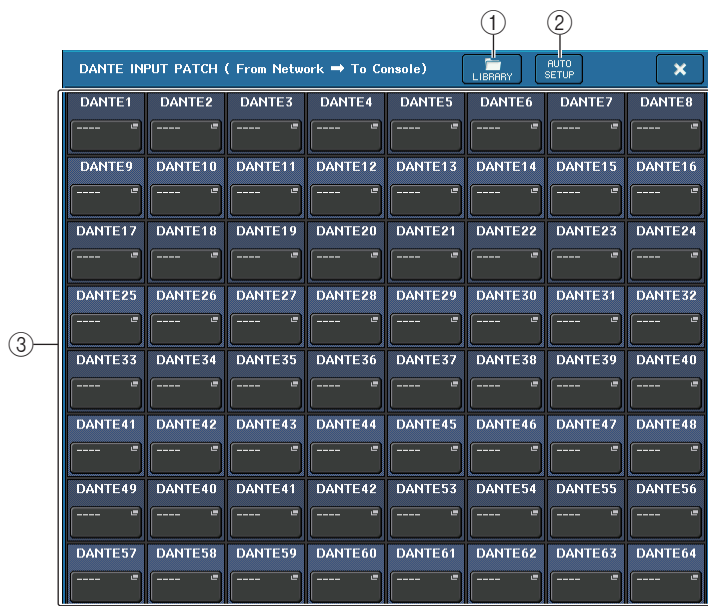 ① ②
DANTE INPUT PATCH ( From Network ➡ To Console) LIBRARY AUTO SETUP ×
DANTE1 DANTE2 DANTE3 DANTE4 DANTE5 DANTE6 DANTE7 DANTE8
---- ---- ---- ---- ---- ---- ---- ----
DANTE9 DANTE10 DANTE11 DANTE12 DANTE13 DANTE14 DANTE15 DANTE16
---- ---- ---- ---- ---- ---- ---- ----
DANTE17 DANTE18 DANTE19 DANTE20 DANTE21 DANTE22 DANTE23 DANTE24
---- ---- ---- ---- ---- ---- ---- ----
DANTE25 DANTE26 DANTE27 DANTE28 DANTE29 DANTE30 DANTE31 DANTE32
---- ---- ---- ---- ---- ---- ---- ----
③
DANTE33 DANTE34 DANTE35 DANTE36 DANTE37 DANTE38 DANTE39 DANTE40
---- ---- ---- ---- ---- ---- ---- ----
DANTE41 DANTE42 DANTE43 DANTE44 DANTE45 DANTE46 DANTE47 DANTE48
---- ---- ---- ---- ---- ---- ---- ----
DANTE49 DANTE40 DANTE41 DANTE42 DANTE53 DANTE54 DANTE55 DANTE56
---- ---- ---- ---- ---- ---- ---- ----
DANTE57 DANTE58 DANTE59 DANTE60 DANTE61 DANTE62 DANTE63 DANTE64
---- ---- ---- ---- ---- ---- ---- ----